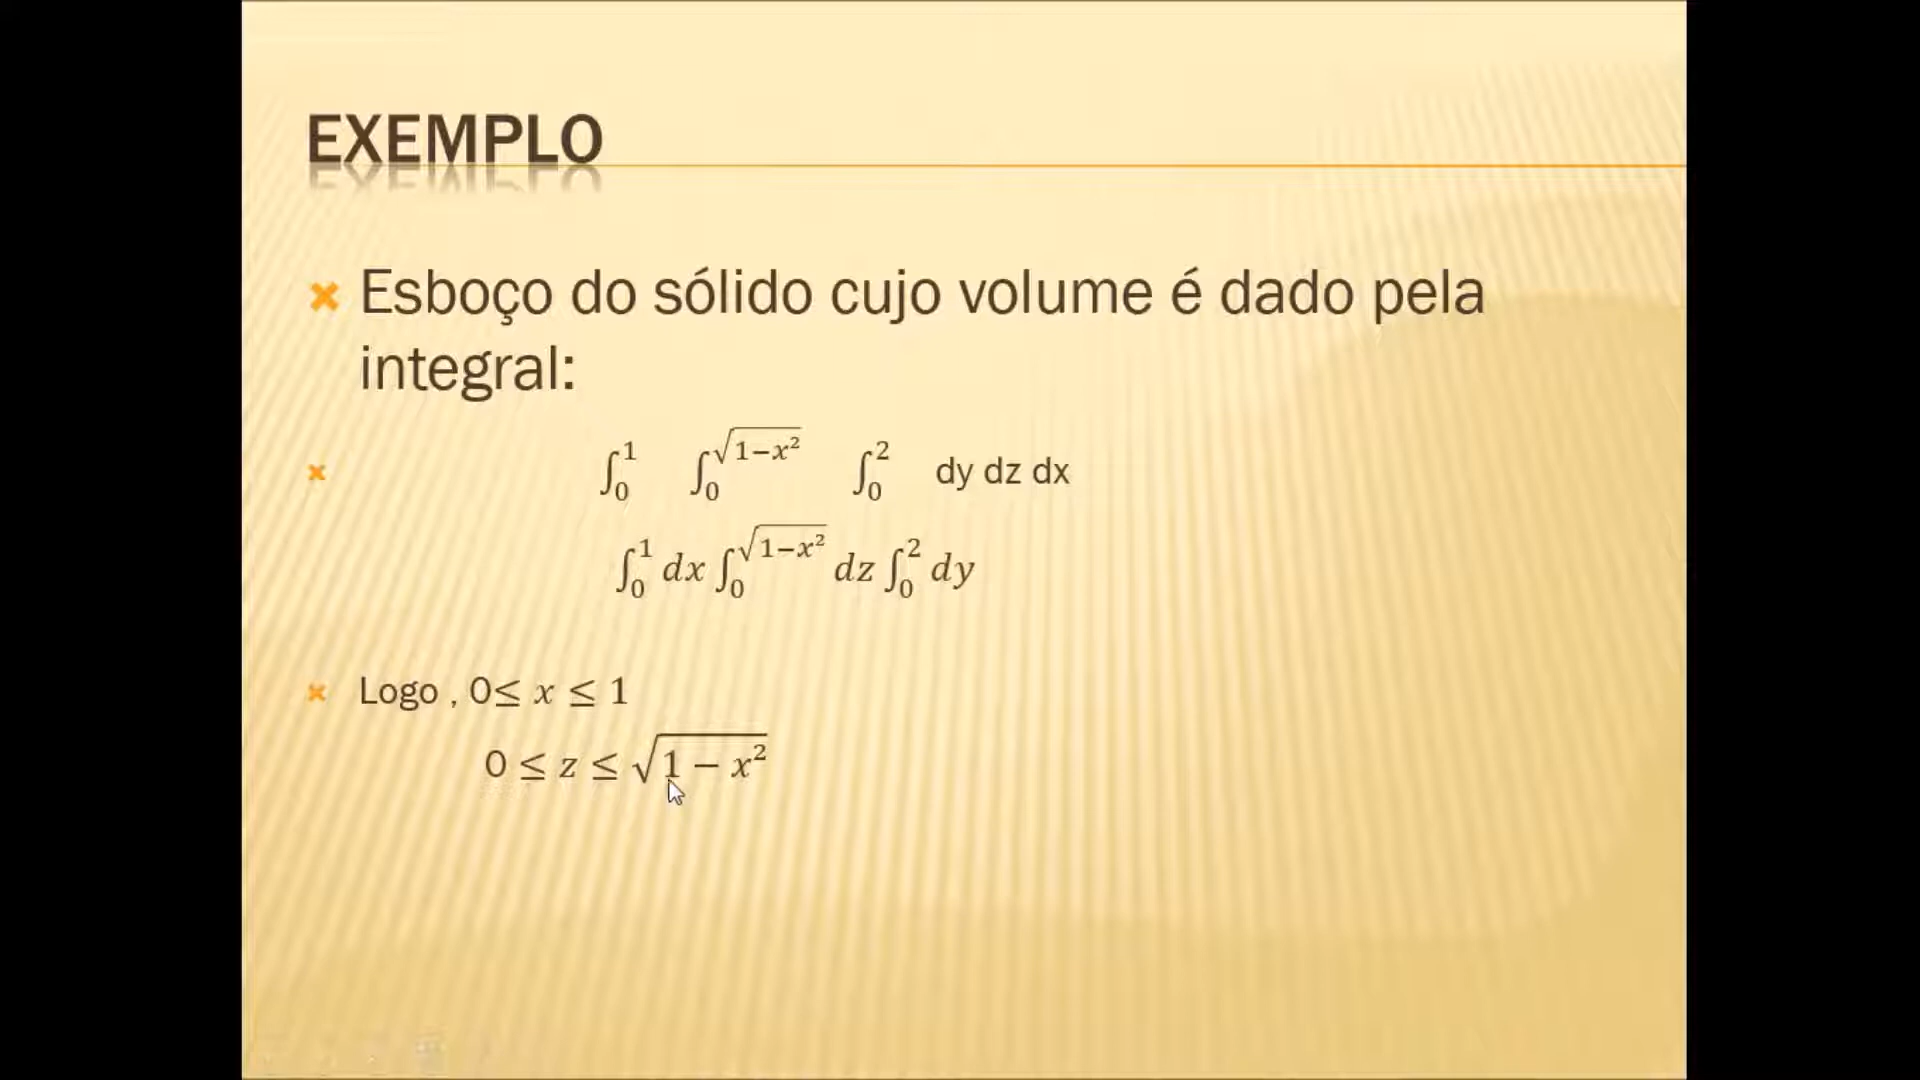 EXEMPLO
Esboço do sólido cujo volume é dado pela
integral:
∫₀¹ ∫₀^√(1−x²) ∫₀² dy dz dx
∫₀¹ dx ∫₀^√(1−x²) dz ∫₀² dy
Logo , 0≤ x ≤ 1
0 ≤ z ≤ √(1 − x²)